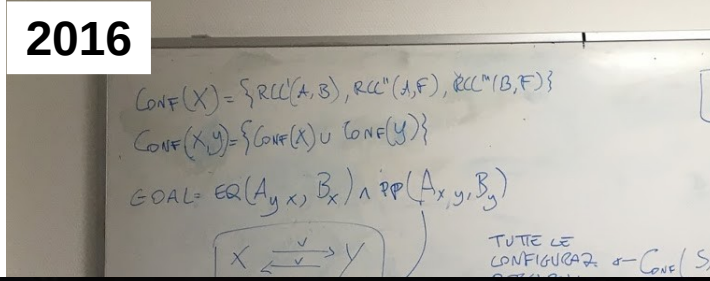 2016
CONF(X) = {RCC'(A,B), RCC"(A,F), RCC'''(B,F)}
CONF(X,Y)={CONF(X) ∪ CONF(Y)}
GOAL= EQ(A_y x, B_x) ∧ PP(A_x,y, B_y)
X ⇄ Y
v
v
TUTTE LE
CONFIGURAZ. CONF(S,